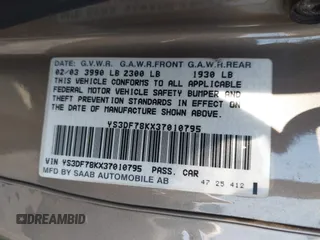 DATE: G.V.W.R. G.A.W.R.FRONT G.A.W.R.REAR
02/03 3990 LB 2300 LB 1930 LB
THIS VEHICLE CONFORMS TO ALL APPLICABLE
FEDERAL MOTOR VEHICLE SAFETY BUMPER AND
THEFT PREVENTION STANDARDS IN EFFECT ON
THE DATE OF MANUFACTURE SHOWN ABOVE.
YS3DF78KX37010795
VIN YS3DF78KX37010795 PASS. CAR
MFD BY SAAB AUTOMOBILE AB 47 25 412
DREAMBID